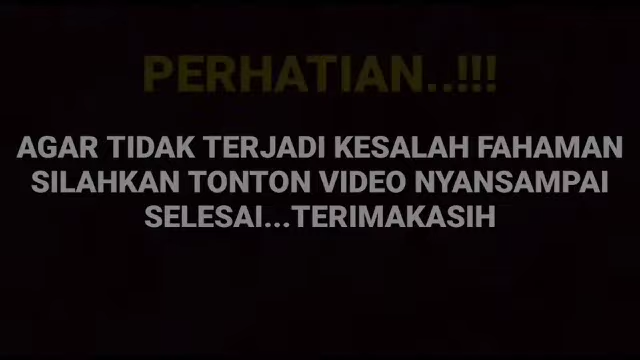 PERHATIAN..!!!
AGAR TIDAK TERJADI KESALAH FAHAMAN
SILAHKAN TONTON VIDEO NYANSAMPAI
SELESAI...TERIMAKASIH